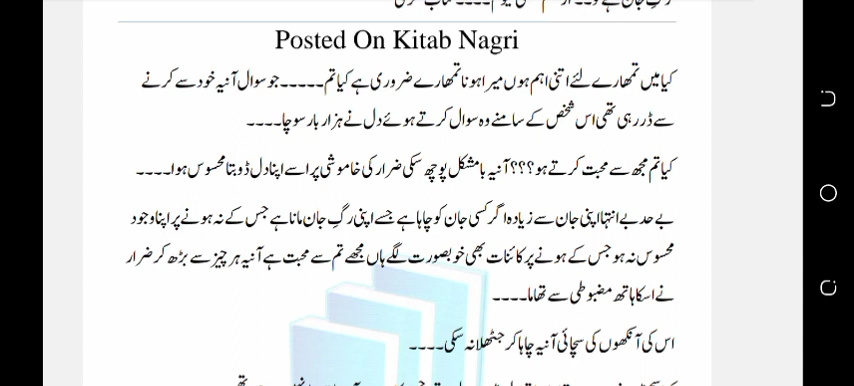 Posted On Kitab Nagri
کیا میں تمھارے لئے اتنی اہم ہوں میرا ہونا تمھارے ضروری ہے کیا تم ۔۔۔۔۔ جو سوال آنیہ خود سے کرنے
سے ڈر رہی تھی اس شخص کے سامنے وہ سوال کرتے ہوئے دل نے ہزار بار سوچا۔۔۔۔
کیا تم مجھ سے محبت کرتے ہو؟؟؟ آنیہ بامشکل پوچھ سکی ضرار کی خاموشی پر اسے اپنا دل ڈوبتا محسوس ہوا۔۔۔۔
بے حد بے انتہا اپنی جان سے زیادہ اگر کسی جان کو چاہا ہے جسے اپنی رگِ جان مانا ہے جس کے نہ ہونے پر اپنا وجود
محسوس نہ ہو جس کے ہونے پر کائنات بھی خوبصورت لگے ہاں مجھے تم سے محبت ہے آنیہ ہر چیز سے بڑھ کر ضرار
نے اسکا ہاتھ مضبوطی سے تھاما۔۔۔۔
اس کی آنکھوں کی سچائی آنیہ چاہ کر جھٹلا نہ سکی۔۔۔۔